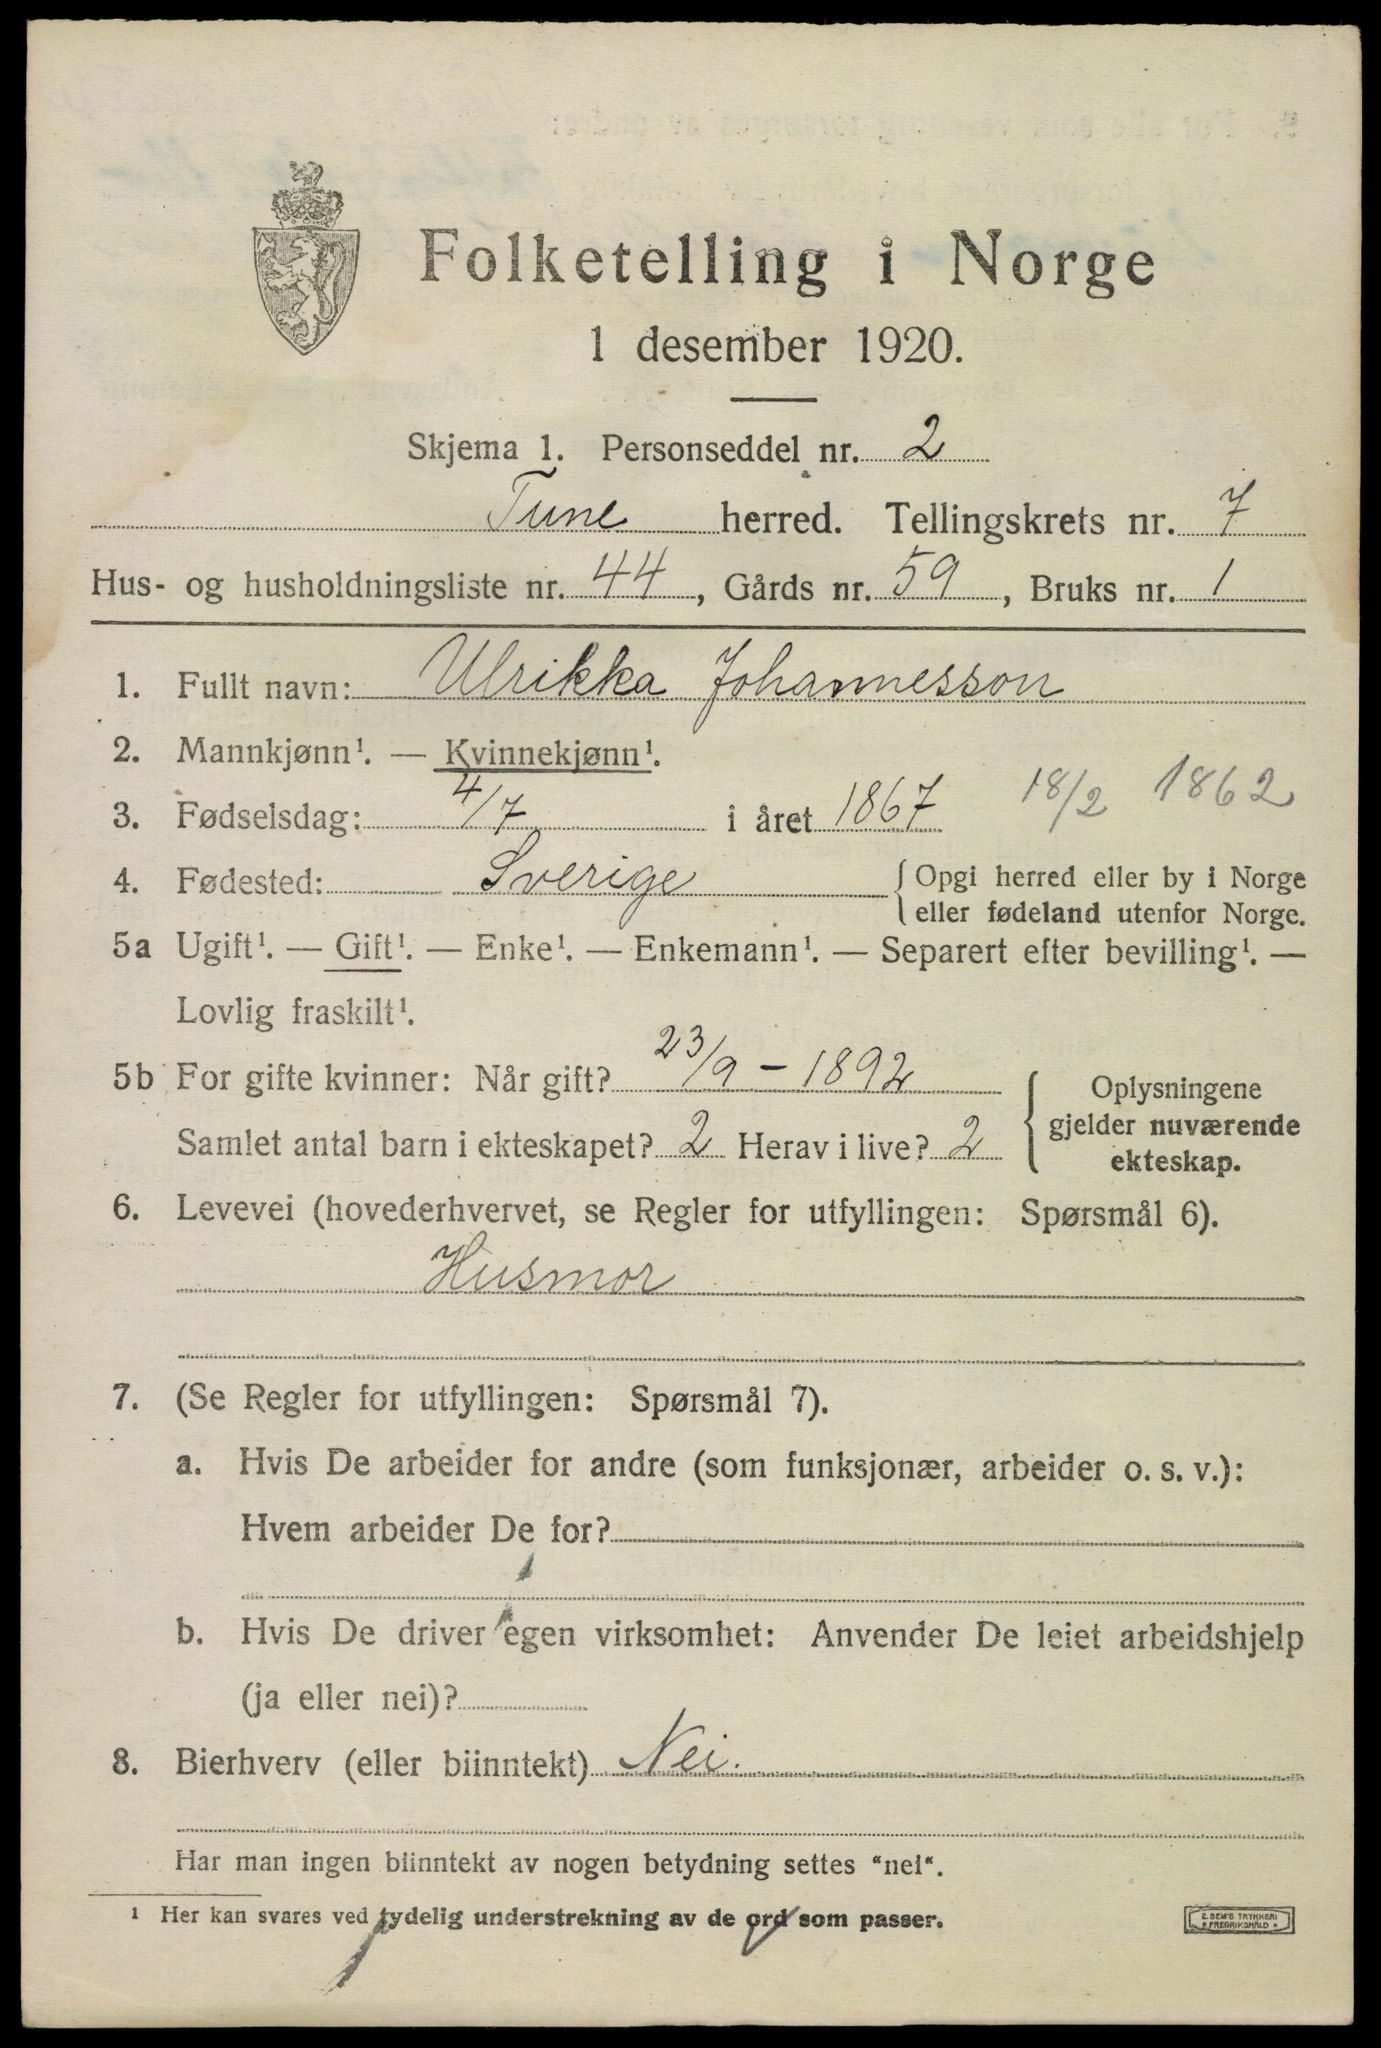 Folketelling i Norge
1 desember 1920.
Skjema 1. Personseddel nr. 2
Tune herred. Tellingskrets nr. 7
Hus- og husholdningsliste nr. 44, Gårds nr. 59, Bruks nr. 1
1. Fullt navn: Ulrikka Johannesson
2. Mannkjønn¹. — Kvinnekjønn¹.
3. Fødselsdag: 4/7 i året 1867 18/2 1862
4. Fødested: Sverige { Opgi herred eller by i Norge
eller fødeland utenfor Norge.
5a Ugift¹. — Gift¹. — Enke¹. — Enkemann¹. — Separert efter bevilling¹. —
Lovlig fraskilt¹.
5b For gifte kvinner: Når gift? 23/9 – 1892
Samlet antal barn i ekteskapet? 2 Herav i live? 2
{ Oplysningene
gjelder nuværende
ekteskap.
6. Levevei (hovederhvervet, se Regler for utfyllingen: Spørsmål 6).
Husmor
7. (Se Regler for utfyllingen: Spørsmål 7).
a. Hvis De arbeider for andre (som funksjonær, arbeider o. s. v.):
Hvem arbeider De for?
b. Hvis De driver egen virksomhet: Anvender De leiet arbeidshjelp
(ja eller nei)?
8. Bierhverv (eller biinntekt) Nei.
Har man ingen biinntekt av nogen betydning settes "nei".
¹ Her kan svares ved tydelig understrekning av de ord som passer.
E. SEM'S TRYKKERI
FREDRIKSHALD